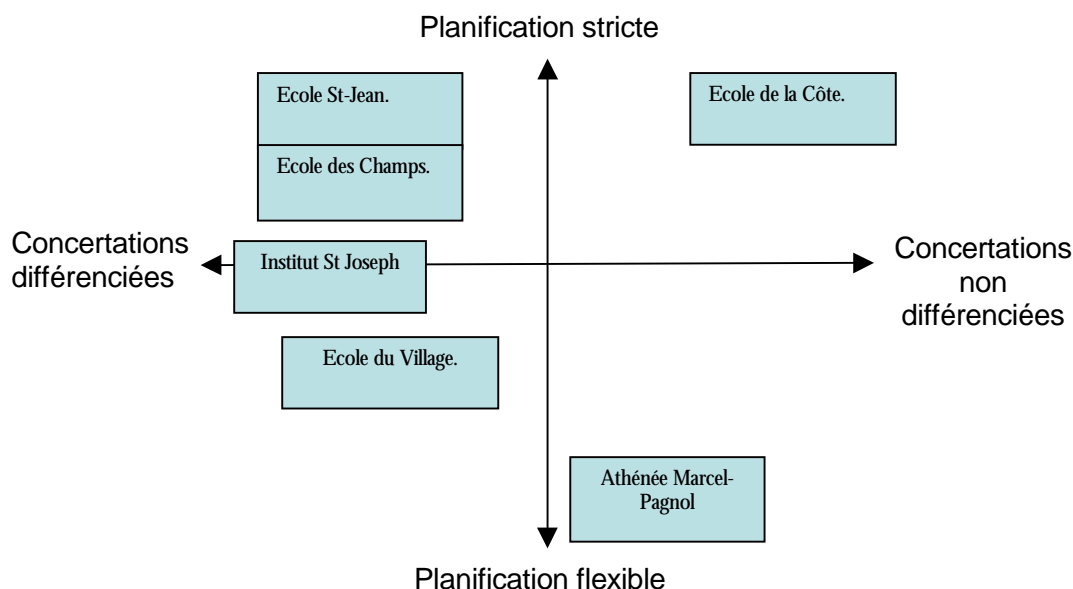 Planification stricte
Ecole St-Jean.
Ecole de la Côte.
Ecole des Champs.
Concertations
différenciées
Institut St Joseph
Concertations
non
différenciées
Ecole du Village.
Athénée Marcel-
Pagnol
Planification flexible